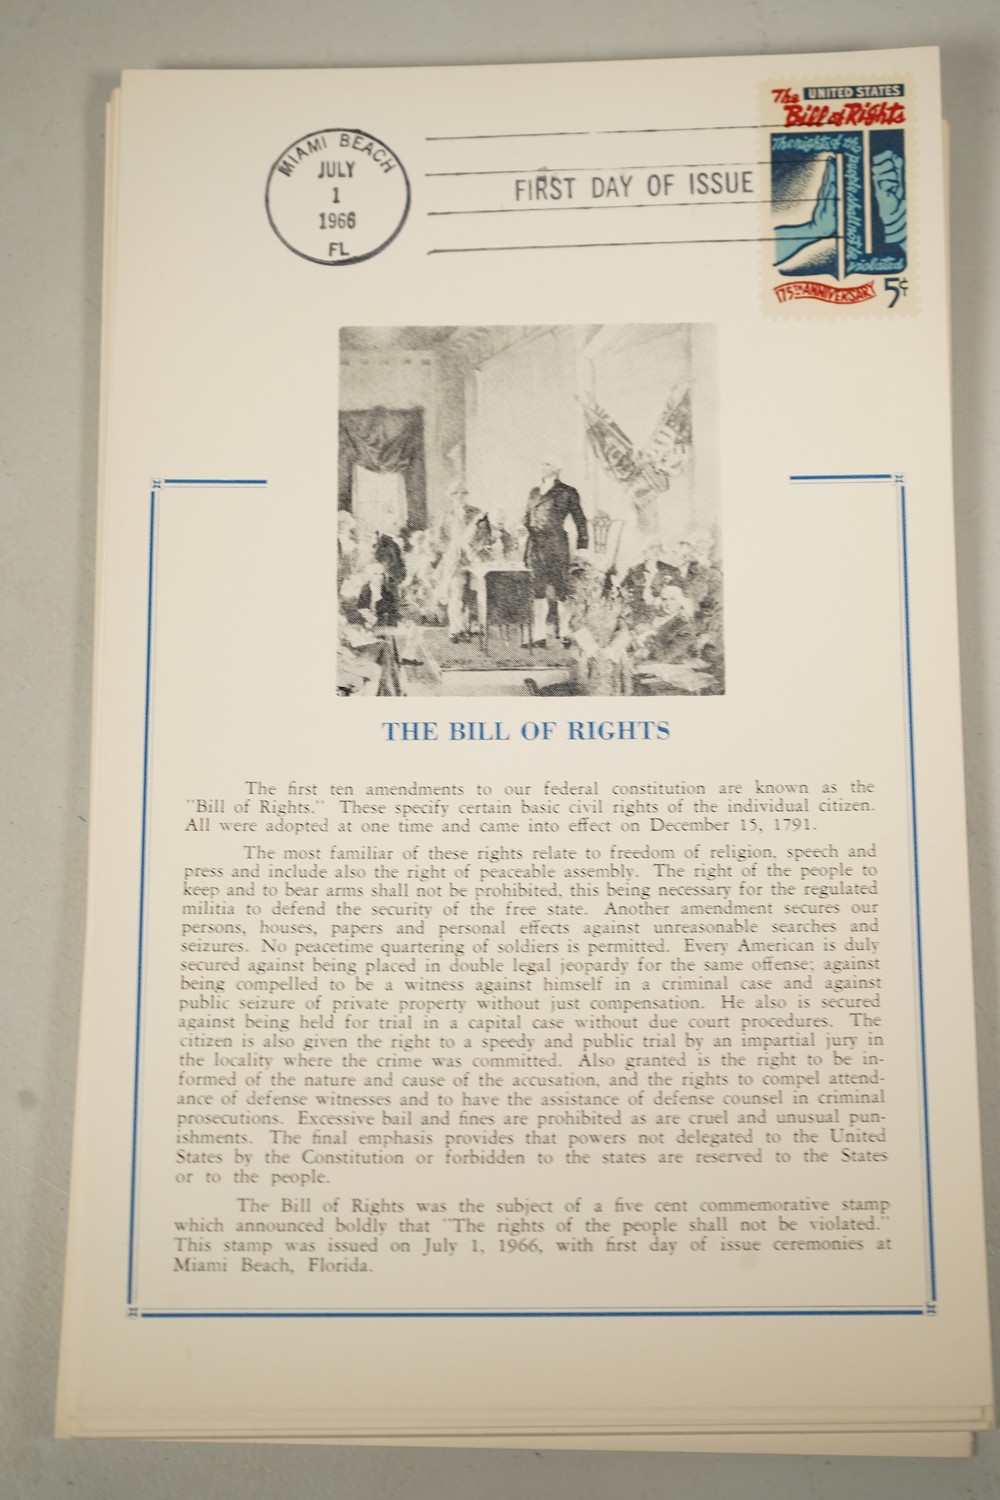 MIAMI BEACH
JULY
1
1966
FL
FIRST DAY OF ISSUE
UNITED STATES
The
Bill of Rights
The rights of the
people shall not be
violated
175TH ANNIVERSARY
5¢
THE BILL OF RIGHTS
The first ten amendments to our federal constitution are known as the
"Bill of Rights." These specify certain basic civil rights of the individual citizen.
All were adopted at one time and came into effect on December 15, 1791.
The most familiar of these rights relate to freedom of religion, speech and
press and include also the right of peaceable assembly. The right of the people to
keep and to bear arms shall not be prohibited, this being necessary for the regulated
militia to defend the security of the free state. Another amendment secures our
persons, houses, papers and personal effects against unreasonable searches and
seizures. No peacetime quartering of soldiers is permitted. Every American is duly
secured against being placed in double legal jeopardy for the same offense; against
being compelled to be a witness against himself in a criminal case and against
public seizure of private property without just compensation. He also is secured
against being held for trial in a capital case without due court procedures. The
citizen is also given the right to a speedy and public trial by an impartial jury in
the locality where the crime was committed. Also granted is the right to be in-
formed of the nature and cause of the accusation, and the rights to compel attend-
ance of defense witnesses and to have the assistance of defense counsel in criminal
prosecutions. Excessive bail and fines are prohibited as are cruel and unusual pun-
ishments. The final emphasis provides that powers not delegated to the United
States by the Constitution or forbidden to the states are reserved to the States
or to the people.
The Bill of Rights was the subject of a five cent commemorative stamp
which announced boldly that "The rights of the people shall not be violated."
This stamp was issued on July 1, 1966, with first day of issue ceremonies at
Miami Beach, Florida.